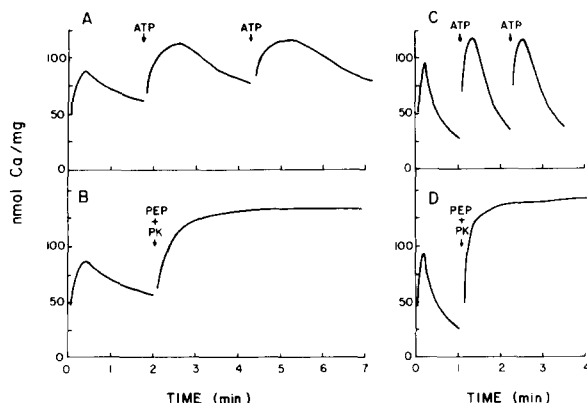 A
ATP
ATP
C
ATP
ATP
100
50
0
100
50
0
nmol Ca/mg
B
PEP
+
PK
D
PEP
+
PK
100
50
0
100
50
0
0 1 2 3 4 5 6 7
0 1 2 3 4
TIME (min)
TIME (min)